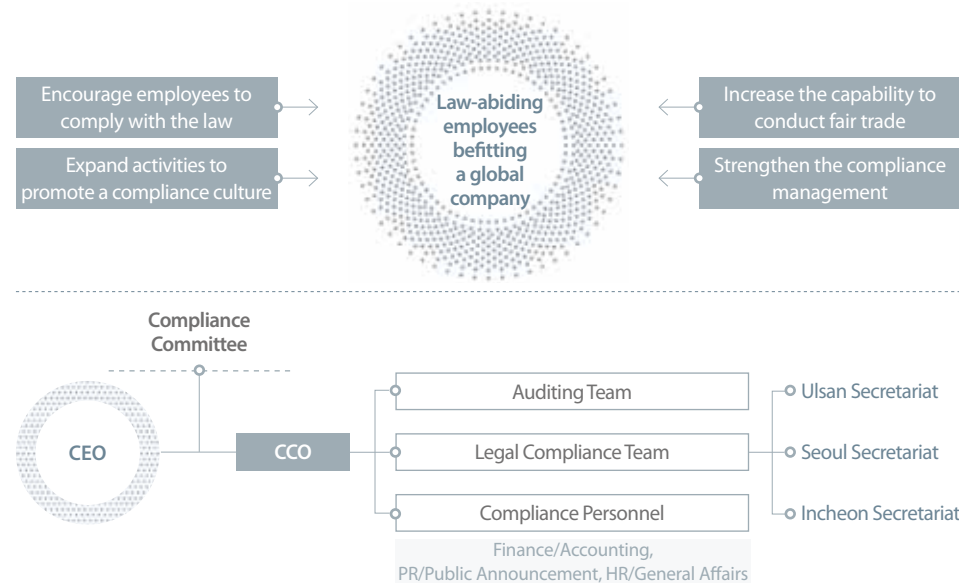 Encourage employees to
comply with the law
Expand activities to
promote a compliance culture
Law-abiding
employees
befitting
a global
company
Increase the capability to
conduct fair trade
Strengthen the compliance
management
Compliance
Committee
CEO
CCO
Auditing Team
Legal Compliance Team
Compliance Personnel
Finance/Accounting,
PR/Public Announcement, HR/General Affairs
Ulsan Secretariat
Seoul Secretariat
Incheon Secretariat